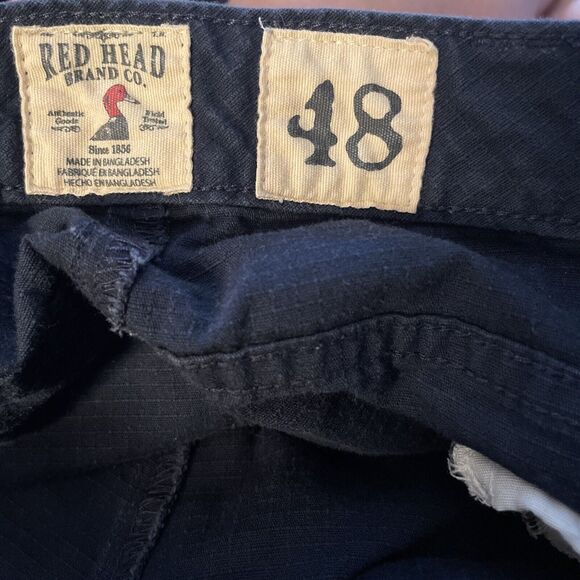 RED HEAD
BRAND CO.
Authentic Field
Goods Tested
Since 1856
MADE IN BANGLADESH
FABRIQUÉ EN BANGLADESH
HECHO EN BANGLADESH
48